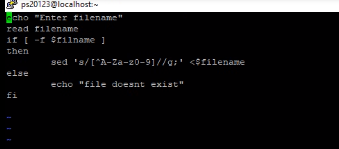 ps20123@localhost:~
echo "Enter filename"
read filename
if [ -f $filname ]
then
        sed 's/[^A-Za-z0-9]//g;' <$filename
else
        echo "file doesnt exist"
fi
~
~
~